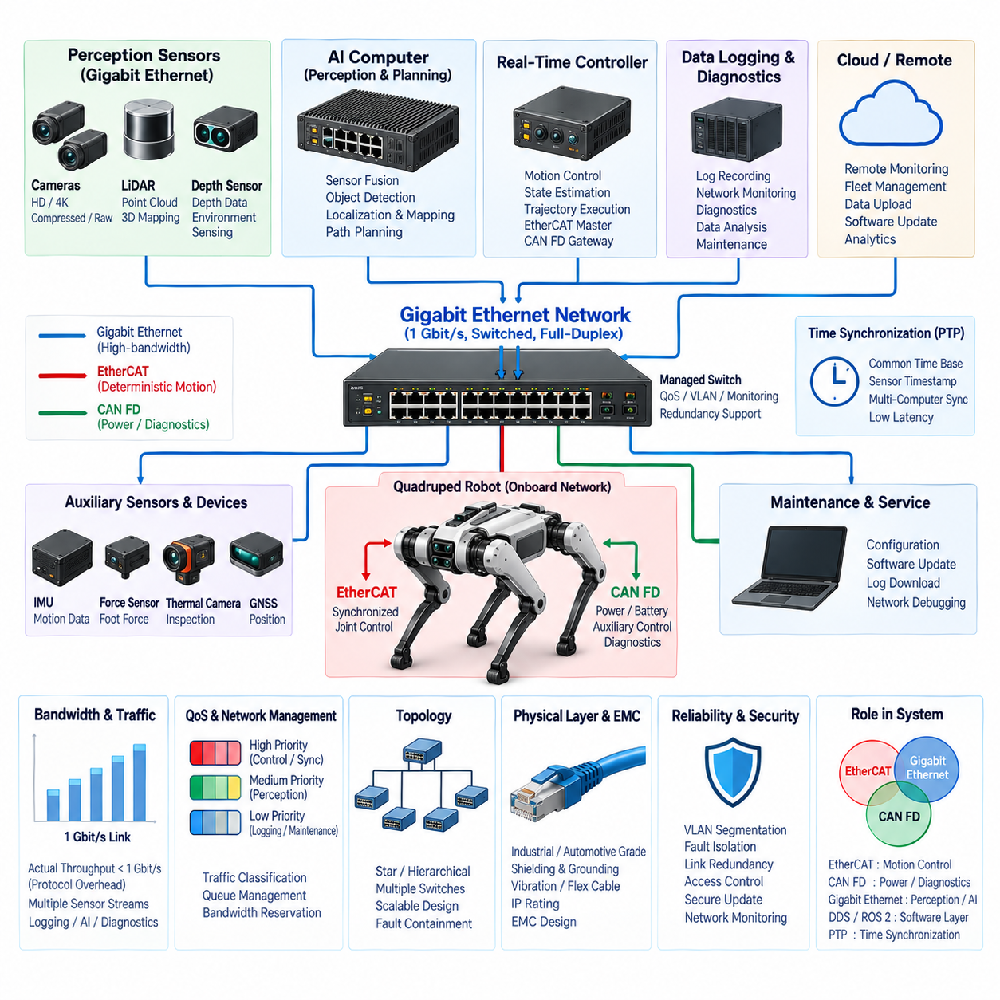 Perception Sensors
(Gigabit Ethernet)
Cameras
HD / 4K
Compressed / Raw
LiDAR
Point Cloud
3D Mapping
Depth Sensor
Depth Data
Environment
Sensing
AI Computer
(Perception & Planning)
Sensor Fusion
Object Detection
Localization & Mapping
Path Planning
Real-Time Controller
Motion Control
State Estimation
Trajectory Execution
EtherCAT Master
CAN FD Gateway
Data Logging &
Diagnostics
Log Recording
Network Monitoring
Diagnostics
Data Analysis
Maintenance
Cloud / Remote
Remote Monitoring
Fleet Management
Data Upload
Software Update
Analytics
Gigabit Ethernet Network
(1 Gbit/s, Switched, Full-Duplex)
Gigabit Ethernet
(High-bandwidth)
EtherCAT
(Deterministic Motion)
CAN FD
(Power / Diagnostics)
Managed Switch
QoS / VLAN / Monitoring
Redundancy Support
Time Synchronization (PTP)
Common Time Base
Sensor Timestamp
Multi-Computer Sync
Low Latency
Auxiliary Sensors & Devices
IMU
Motion Data
Force Sensor
Foot Force
Thermal Camera
Inspection
GNSS
Position
Quadruped Robot (Onboard Network)
EtherCAT
Synchronized
Joint Control
CAN FD
Power / Battery
Auxiliary Control
Diagnostics
Maintenance & Service
Configuration
Software Update
Log Download
Network Debugging
Bandwidth & Traffic
1 Gbit/s Link
Actual Throughput < 1 Gbit/s
(Protocol Overhead)
Multiple Sensor Streams
Logging / AI / Diagnostics
QoS & Network Management
High Priority
(Control / Sync)
Medium Priority
(Perception)
Low Priority
(Logging / Maintenance)
Traffic Classification
Queue Management
Bandwidth Reservation
Topology
Star / Hierarchical
Multiple Switches
Scalable Design
Fault Containment
Physical Layer & EMC
Industrial / Automotive Grade
Shielding & Grounding
Vibration / Flex Cable
IP Rating
EMC Design
Reliability & Security
VLAN Segmentation
Fault Isolation
Link Redundancy
Access Control
Secure Update
Network Monitoring
Role in System
EtherCAT
Gigabit
Ethernet
CAN FD
EtherCAT : Motion Control
CAN FD : Power / Diagnostics
Gigabit Ethernet : Perception / AI
DDS / ROS 2 : Software Layer
PTP : Time Synchronization